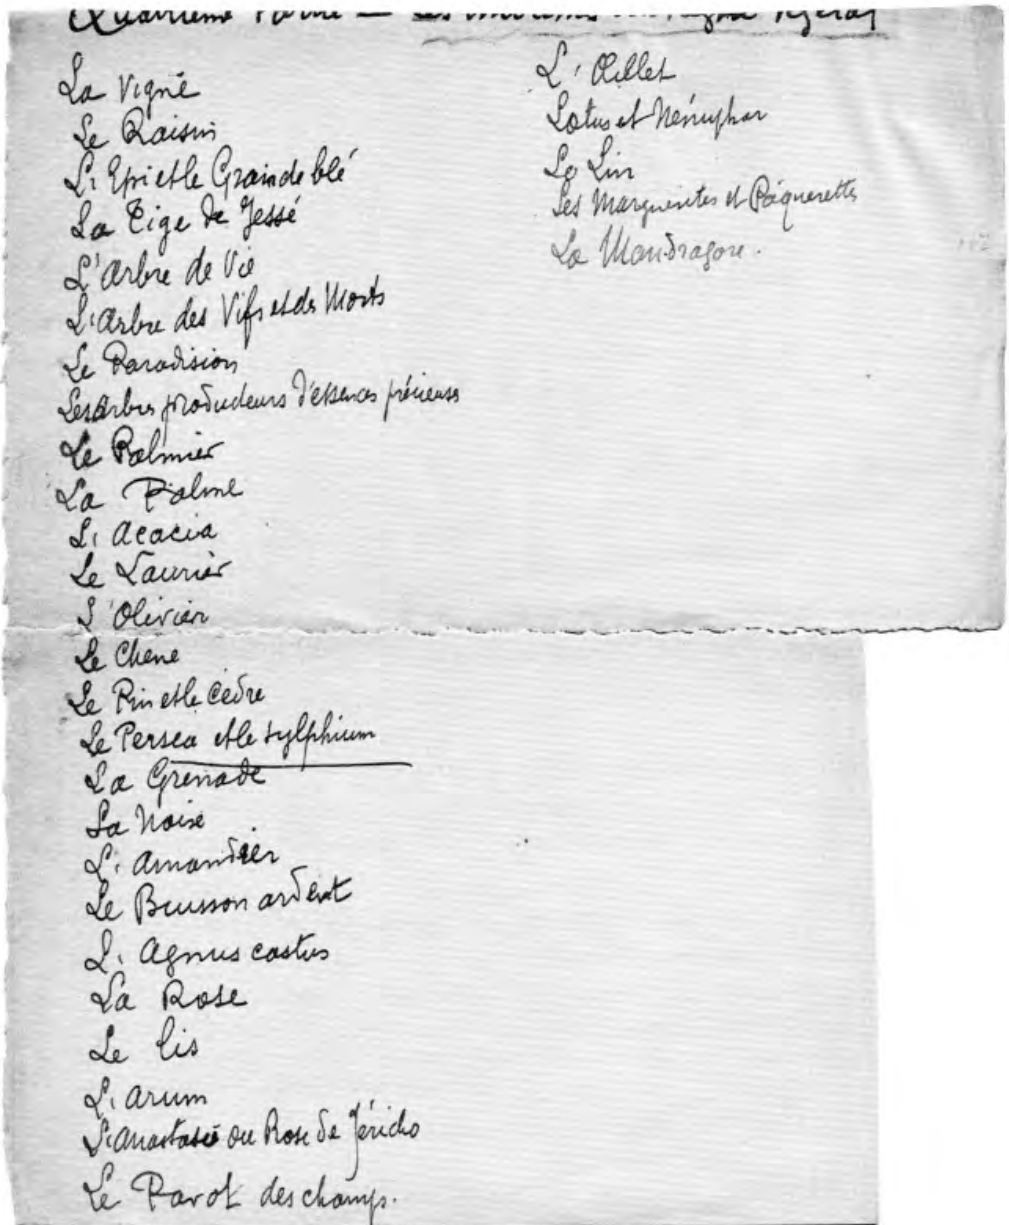 Quatrième Partie — Les
La Vigne
Le Raisin
L'Epi et le Grain de blé
La Tige de Jessé
L'Arbre de Vie
L'Arbre des Vifs et des Morts
Le Paradision
Les Arbres producteurs d'essences précieuses
Le Palmier
La Palme
L'Acacia
Le Laurier
L'Olivier
Le Chene
Le Pin et le Cèdre
Le Persea et le sylphium
La Grenade
La Noix
L'Amandier
Le Buisson ardent
L'Agnus castus
La Rose
Le lis
L'Arum
L'Anastasie ou Rose de Jéricho
Le Pavot des champs.
L'Œillet
Lotus et Nénuphar
Le Lin
Les Marguerites et Pâquerettes
La Mandragore.